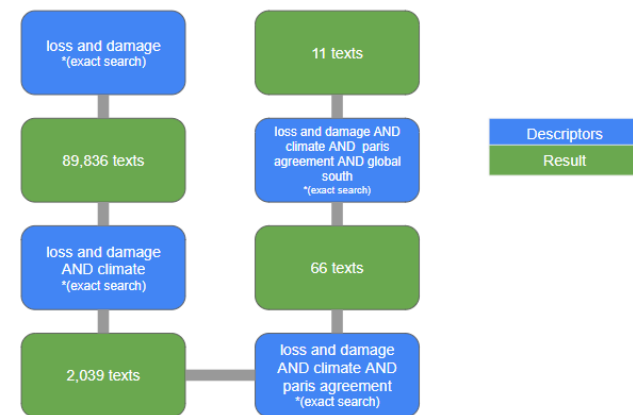 loss and damage
*(exact search)
89,836 texts
loss and damage
AND climate
*(exact search)
2,039 texts
loss and damage
AND climate AND
paris agreement
*(exact search)
66 texts
loss and damage AND
climate AND  paris
agreement AND global
south
*(exact search)
11 texts
Descriptors
Result